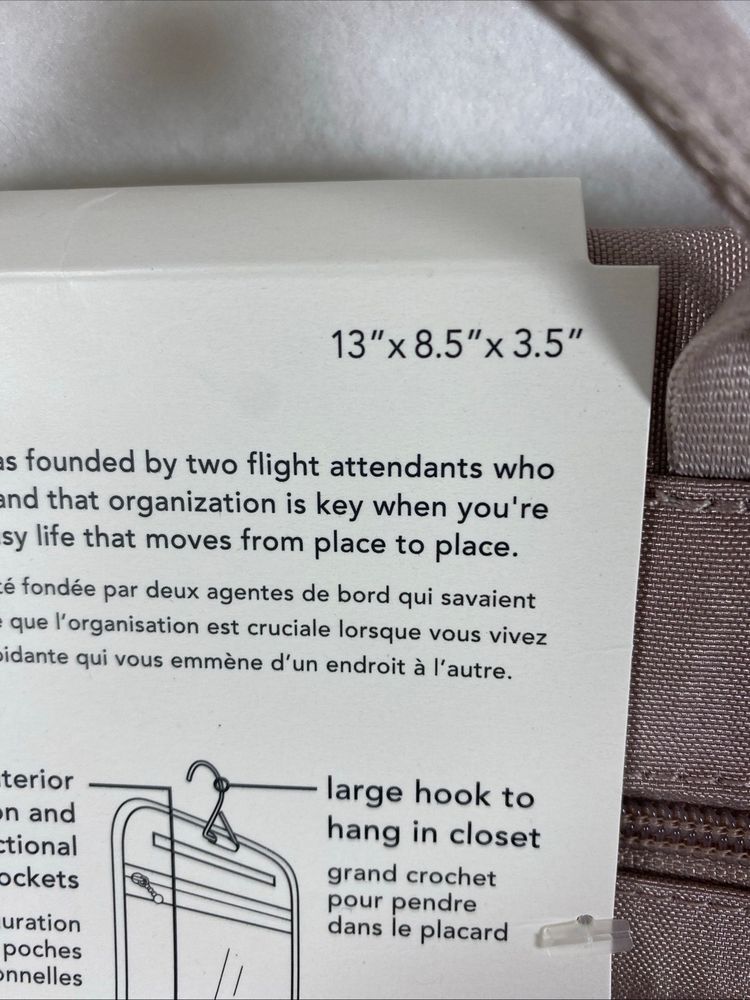 13"x 8.5"x 3.5"
as founded by two flight attendants who
and that organization is key when you're
sy life that moves from place to place.
té fondée par deux agentes de bord qui savaient
que l'organisation est cruciale lorsque vous vivez
pidante qui vous emmène d'un endroit à l'autre.
terior
on and
ctional
ockets
uration
poches
onnelles
large hook to
hang in closet
grand crochet
pour pendre
dans le placard